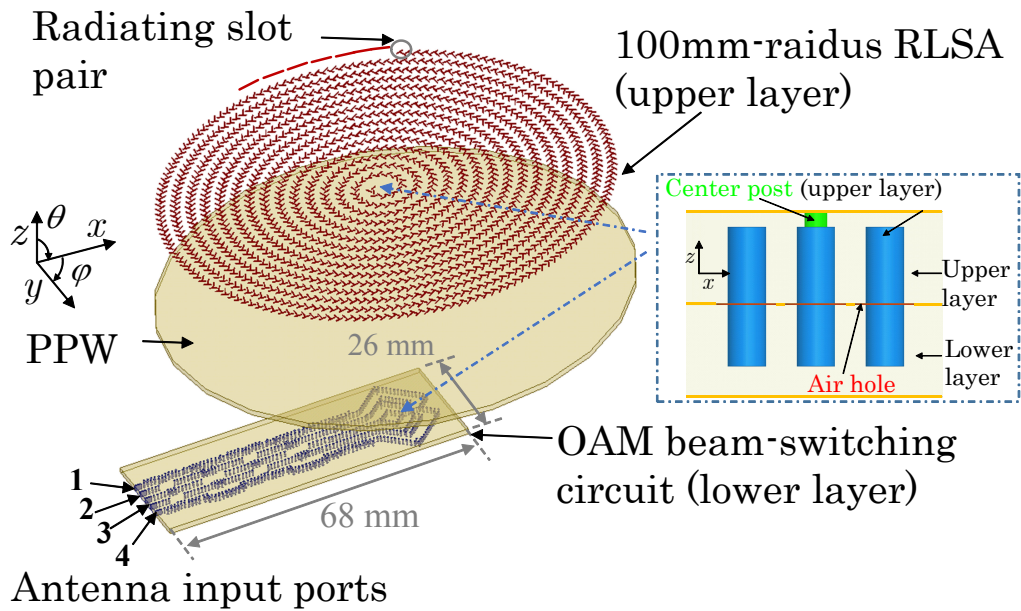 Radiating slot
pair
100mm-raidus RLSA
(upper layer)
Center post (upper layer)
z
x
Upper
layer
Lower
layer
Air hole
z
θ
x
φ
y
PPW
26 mm
OAM beam-switching
circuit (lower layer)
68 mm
1
2
3
4
Antenna input ports